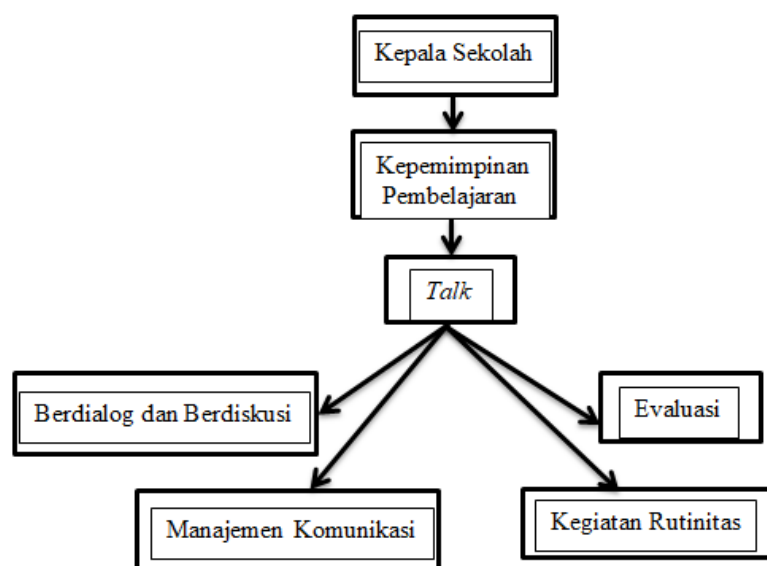 Kepala Sekolah
Kepemimpinan
Pembelajaran
Talk
Berdialog dan Berdiskusi
Evaluasi
Manajemen Komunikasi
Kegiatan Rutinitas